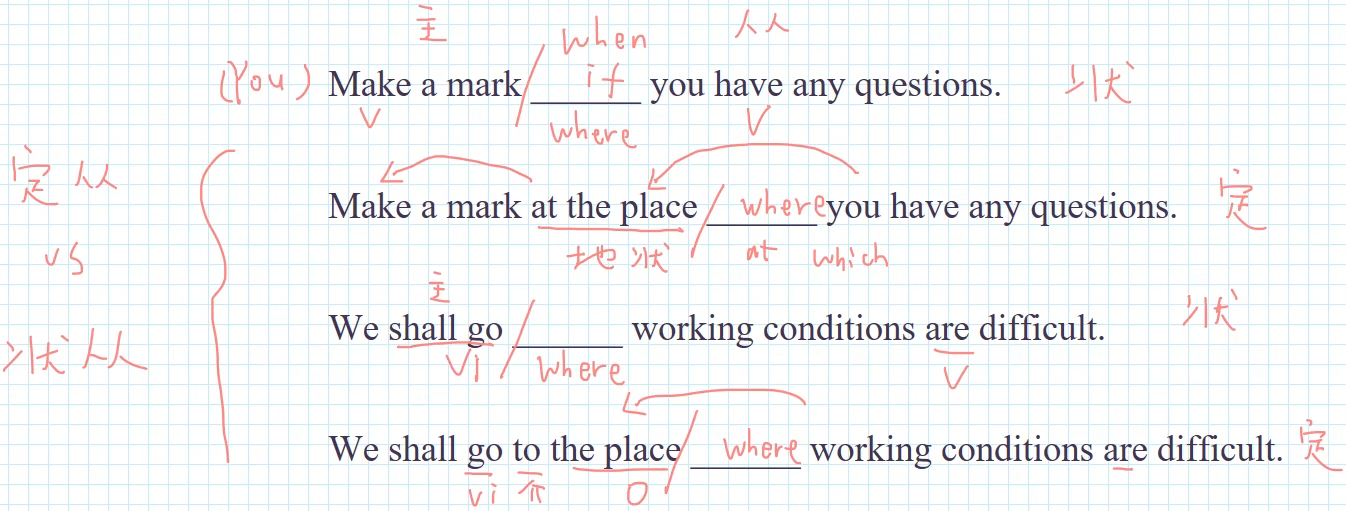 主 when 人人
(You) Make a mark / if you have any questions. 状
V where V
定 从
Make a mark at the place / where you have any questions. 定
vs 地状 at which
主
We shall go / working conditions are difficult. 状
状 从 Vi where V
We shall go to the place / where working conditions are difficult. 定
vi 介 O